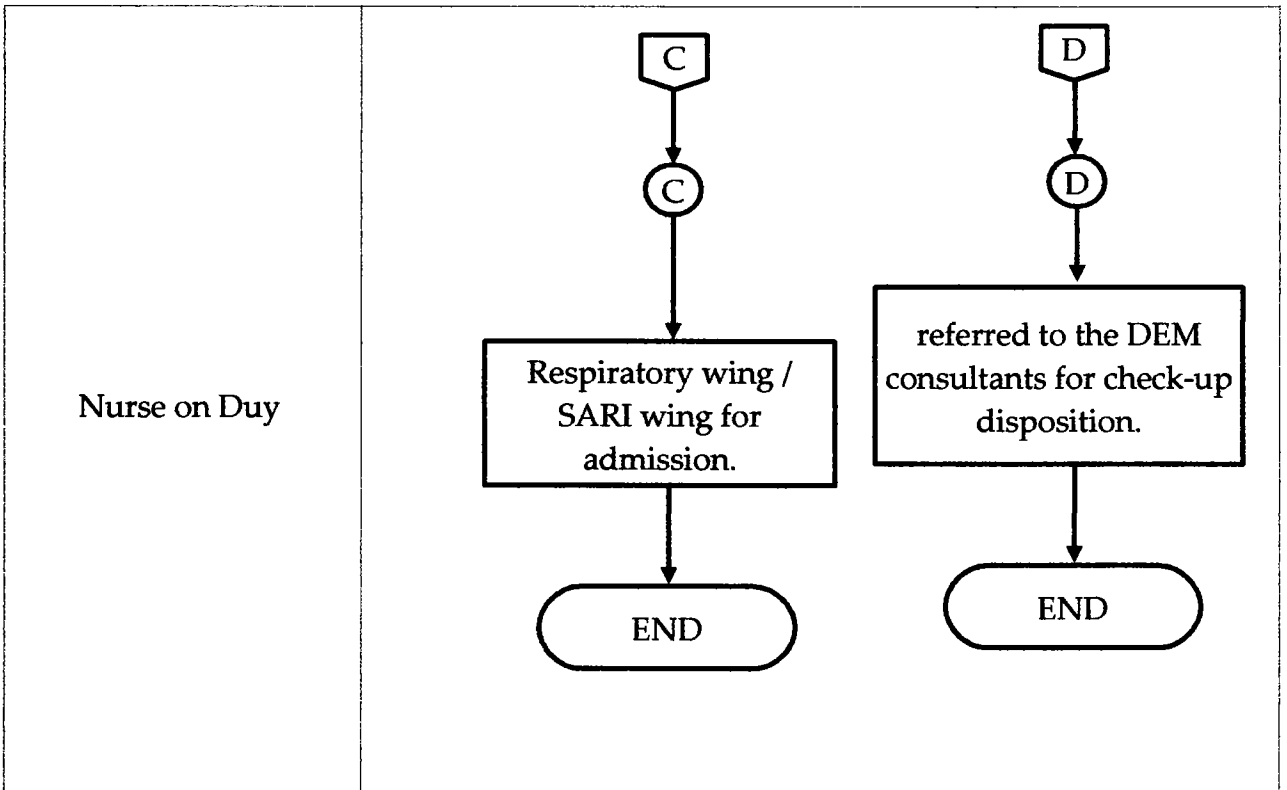 Nurse on Duy
C
C
Respiratory wing /
SARI wing for
admission.
END
D
D
referred to the DEM
consultants for check-up
disposition.
END